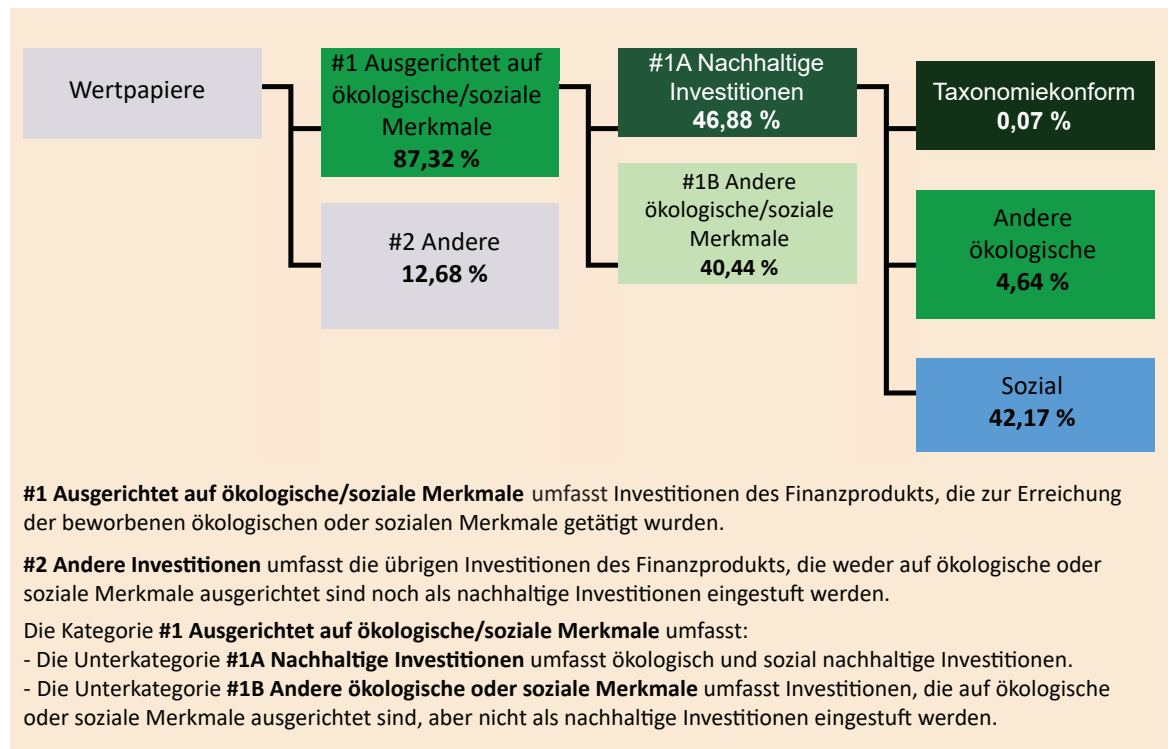 Wertpapiere
#1 Ausgerichtet auf
ökologische/soziale
Merkmale
87,32 %
#2 Andere
12,68 %
#1A Nachhaltige
Investitionen
46,88 %
#1B Andere
ökologische/soziale
Merkmale
40,44 %
Taxonomiekonform
0,07 %
Andere
ökologische
4,64 %
Sozial
42,17 %
#1 Ausgerichtet auf ökologische/soziale Merkmale umfasst Investitionen des Finanzprodukts, die zur Erreichung
der beworbenen ökologischen oder sozialen Merkmale getätigt wurden.
#2 Andere Investitionen umfasst die übrigen Investitionen des Finanzprodukts, die weder auf ökologische oder
soziale Merkmale ausgerichtet sind noch als nachhaltige Investitionen eingestuft werden.
Die Kategorie #1 Ausgerichtet auf ökologische/soziale Merkmale umfasst:
- Die Unterkategorie #1A Nachhaltige Investitionen umfasst ökologisch und sozial nachhaltige Investitionen.
- Die Unterkategorie #1B Andere ökologische oder soziale Merkmale umfasst Investitionen, die auf ökologische
oder soziale Merkmale ausgerichtet sind, aber nicht als nachhaltige Investitionen eingestuft werden.